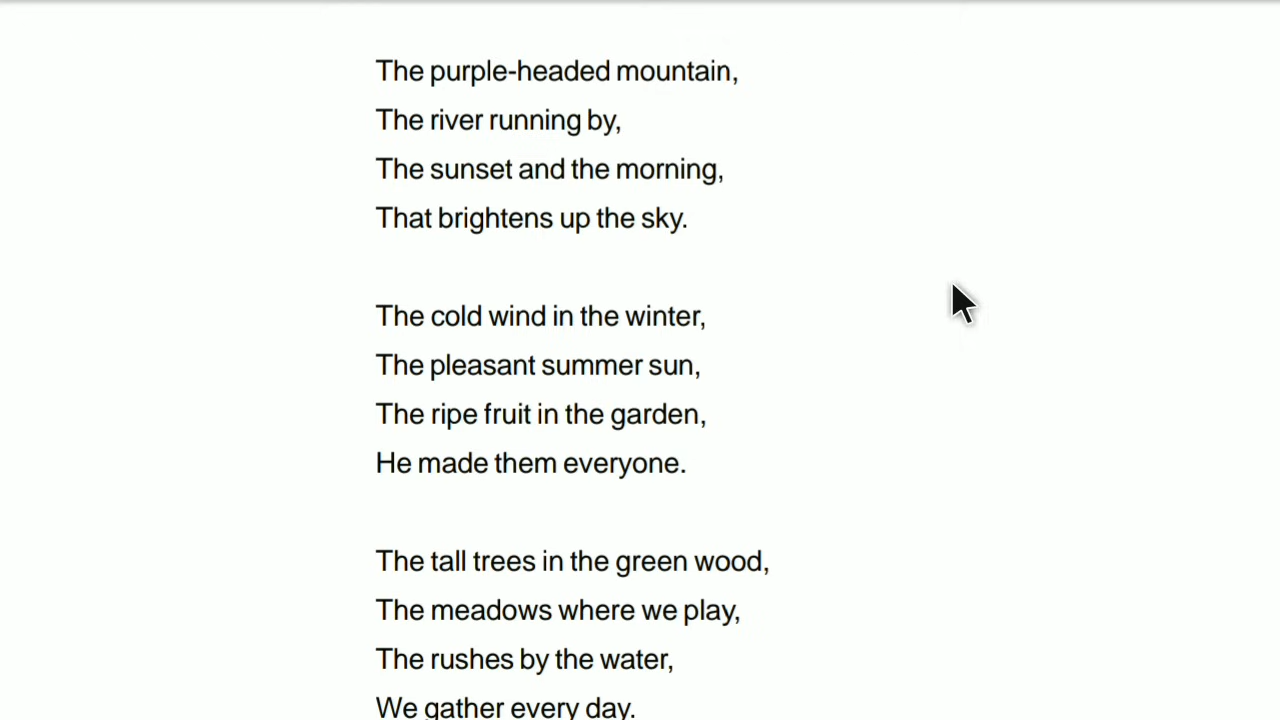 The purple-headed mountain,
The river running by,
The sunset and the morning,
That brightens up the sky.
The cold wind in the winter,
The pleasant summer sun,
The ripe fruit in the garden,
He made them everyone.
The tall trees in the green wood,
The meadows where we play,
The rushes by the water,
We gather every day.